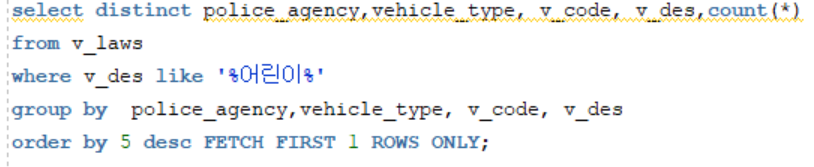 select distinct police_agency,vehicle_type, v_code, v_des,count(*)
from v_laws
where v_des like '%어린이%'
group by  police_agency,vehicle_type, v_code, v_des
order by 5 desc FETCH FIRST 1 ROWS ONLY;